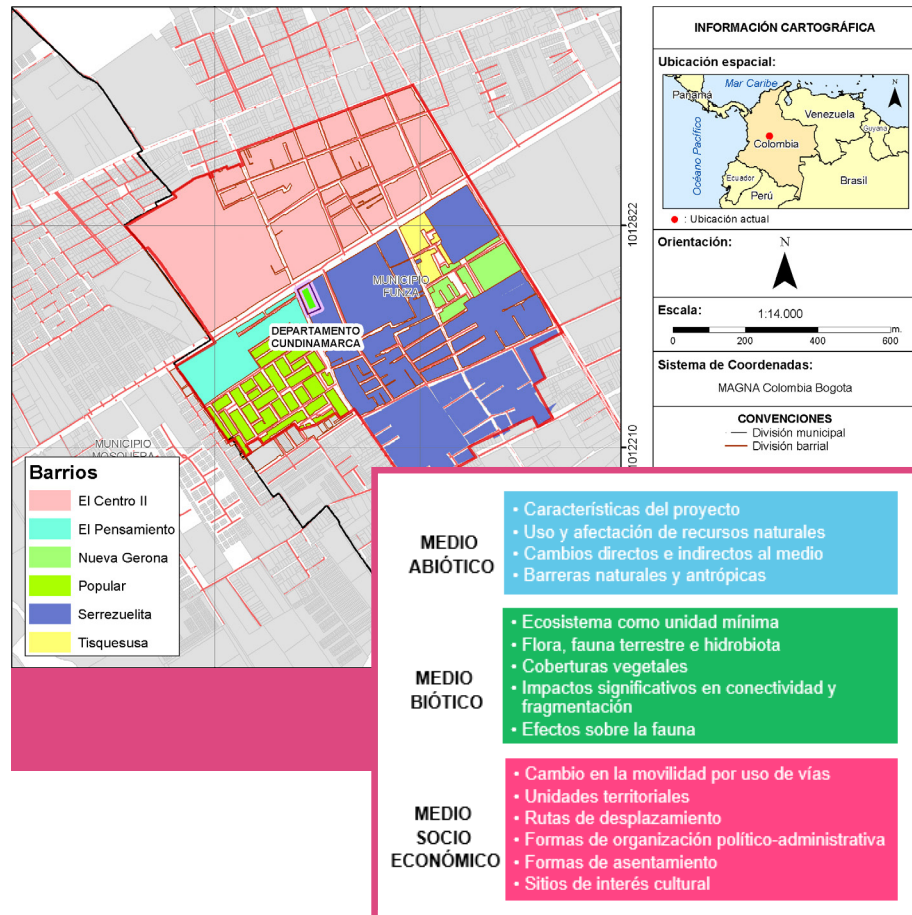 MUNICIPIO
FUNZA
DEPARTAMENTO
CUNDINAMARCA
MUNICIPIO
MOSQUERA
Barrios
El Centro II
El Pensamiento
Nueva Gerona
Popular
Serrezuelita
Tisquesusa
1012822
1012210
INFORMACIÓN CARTOGRÁFICA
Ubicación espacial:
Mar Caribe
N
Panamá
Venezuela
Guyana
Océano Pacífico
Colombia
Ecuador
Perú
Brasil
: Ubicación actual
Orientación:
N
Escala:
1:14.000
0 200 400 600 m.
Sistema de Coordenadas:
MAGNA Colombia Bogota
CONVENCIONES
División municipal
División barrial
MEDIO
ABIÓTICO
• Características del proyecto
• Uso y afectación de recursos naturales
• Cambios directos e indirectos al medio
• Barreras naturales y antrópicas
MEDIO
BIÓTICO
• Ecosistema como unidad mínima
• Flora, fauna terrestre e hidrobiota
• Coberturas vegetales
• Impactos significativos en conectividad y
fragmentación
• Efectos sobre la fauna
MEDIO
SOCIO
ECONÓMICO
• Cambio en la movilidad por uso de vías
• Unidades territoriales
• Rutas de desplazamiento
• Formas de organización político-administrativa
• Formas de asentamiento
• Sitios de interés cultural